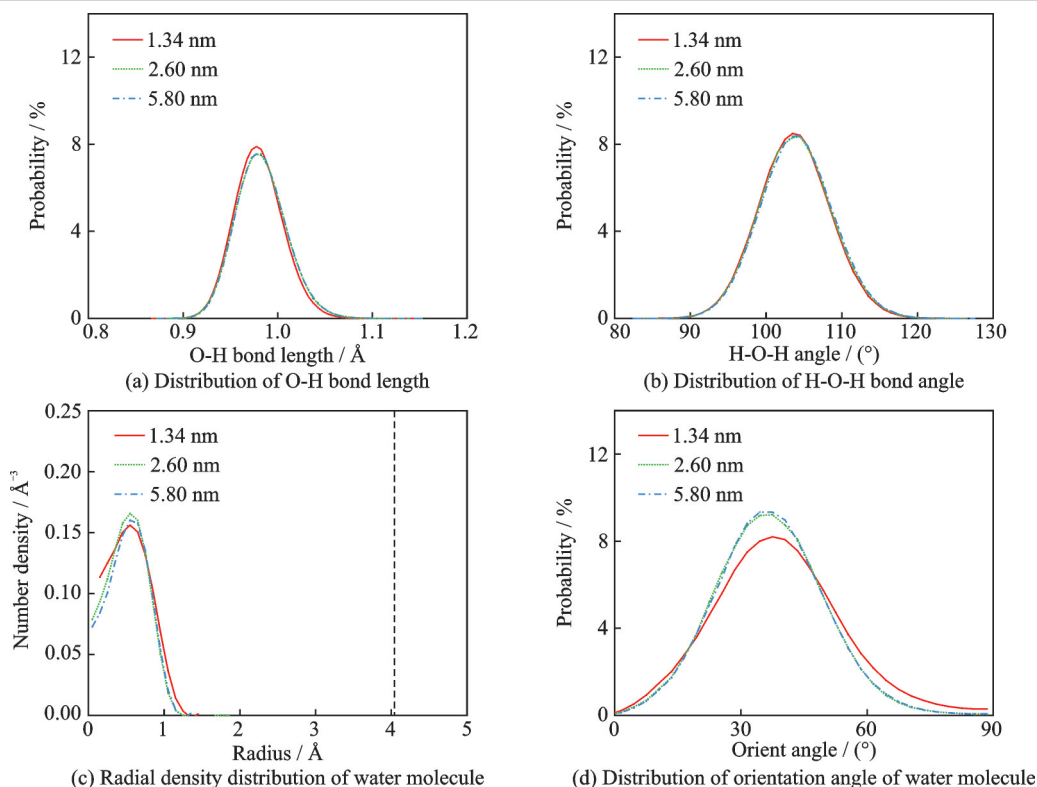 12
8
4
0
Probability / %
1.34 nm
2.60 nm
5.80 nm
0.8 0.9 1.0 1.1 1.2
O-H bond length / Å
(a) Distribution of O-H bond length
12
8
4
0
Probability / %
1.34 nm
2.60 nm
5.80 nm
80 90 100 110 120 130
H-O-H angle / (°)
(b) Distribution of H-O-H bond angle
0.25
0.20
0.15
0.10
0.05
0.00
Number density / Å⁻³
1.34 nm
2.60 nm
5.80 nm
0 1 2 3 4 5
Radius / Å
(c) Radial density distribution of water molecule
12
8
4
0
Probability / %
1.34 nm
2.60 nm
5.80 nm
0 30 60 90
Orient angle / (°)
(d) Distribution of orientation angle of water molecule